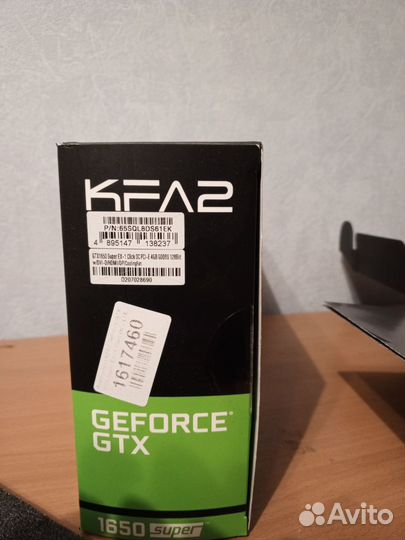 KFA2
P/N:65SQL8DS61EK
4 895147 138237
GTX1650 Super EX-1 Click OC PCI-E 4GB GDDR6 128Bit
w/DVI-D/HDMI/DP/CoolingFan
D207028690
1617460
GEFORCE®
GTX
1650 super™
Avito